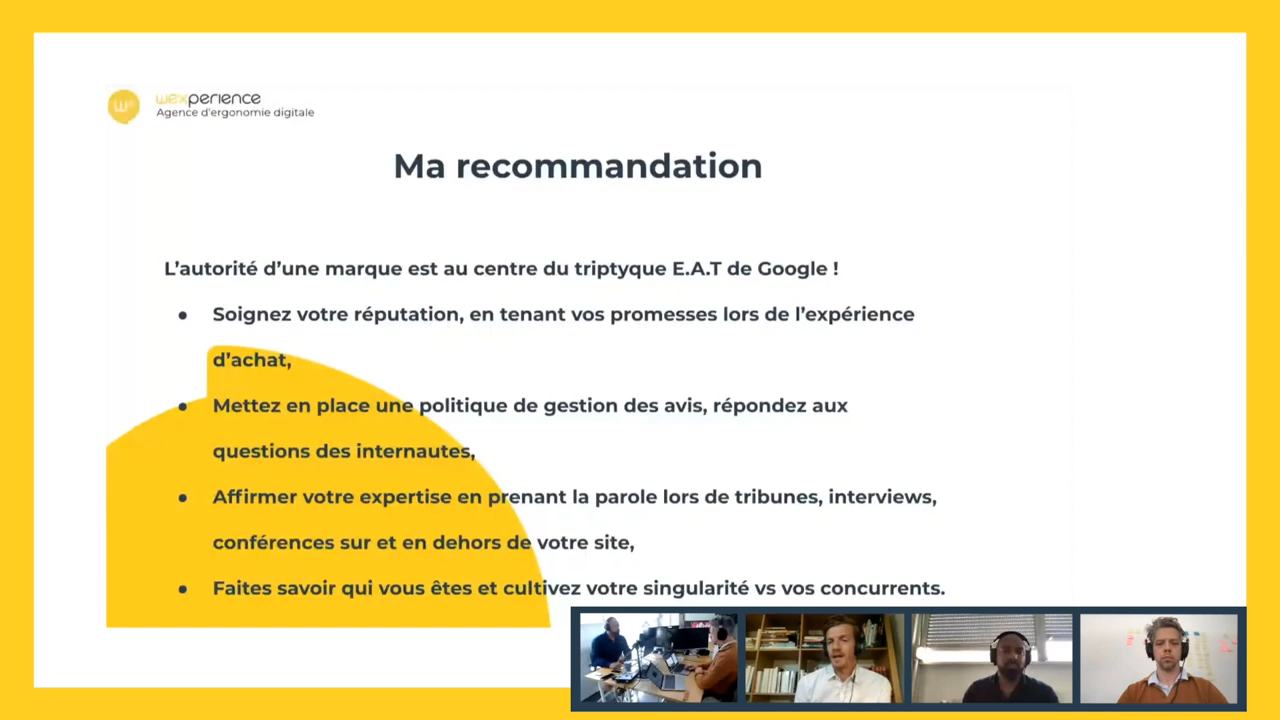 wexperience
Agence d'ergonomie digitale
Ma recommandation
L'autorité d'une marque est au centre du triptyque E.A.T de Google !
● Soignez votre réputation, en tenant vos promesses lors de l'expérience
d'achat,
● Mettez en place une politique de gestion des avis, répondez aux
questions des internautes,
● Affirmer votre expertise en prenant la parole lors de tribunes, interviews,
conférences sur et en dehors de votre site,
● Faites savoir qui vous êtes et cultivez votre singularité vs vos concurrents.